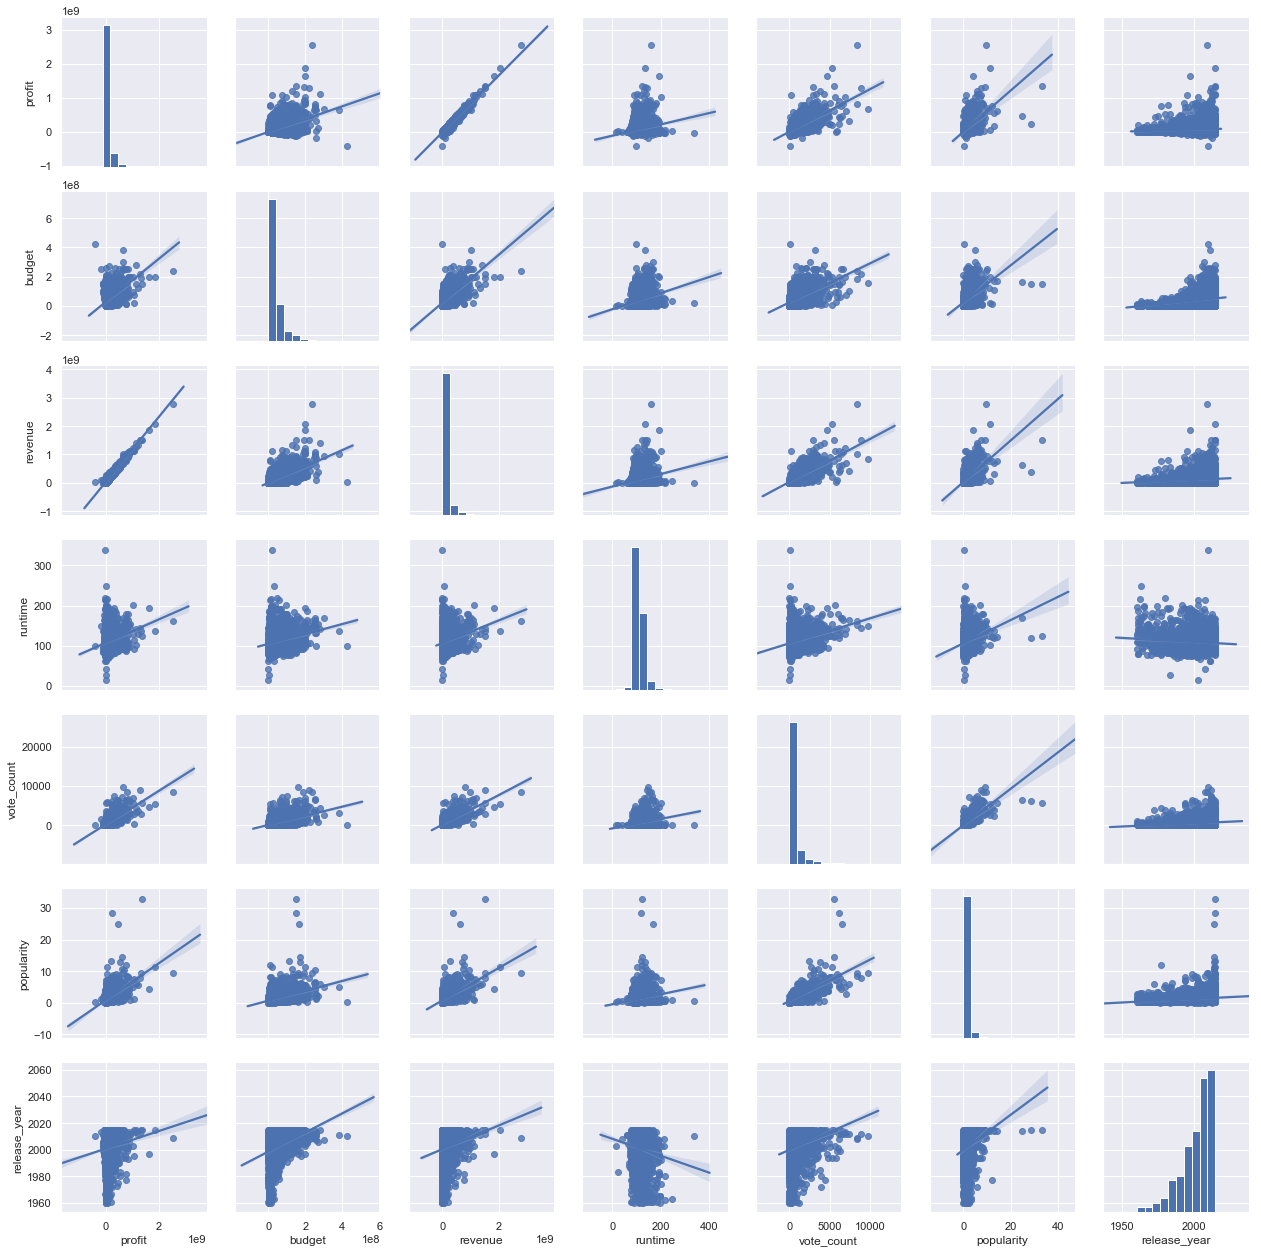 1e9
3
2
1
0
−1
profit
1e8
6
4
2
0
−2
budget
1e9
4
3
2
1
0
−1
revenue
300
200
100
0
runtime
20000
10000
0
vote_count
30
20
10
0
−10
popularity
2060
2040
2020
2000
1980
1960
release_year
0 2 0 2 4 6 0 2 0 200 400 0 5000 10000 0 20 40 1950 2000
profit 1e9 budget 1e8 revenue 1e9 runtime vote_count popularity release_year